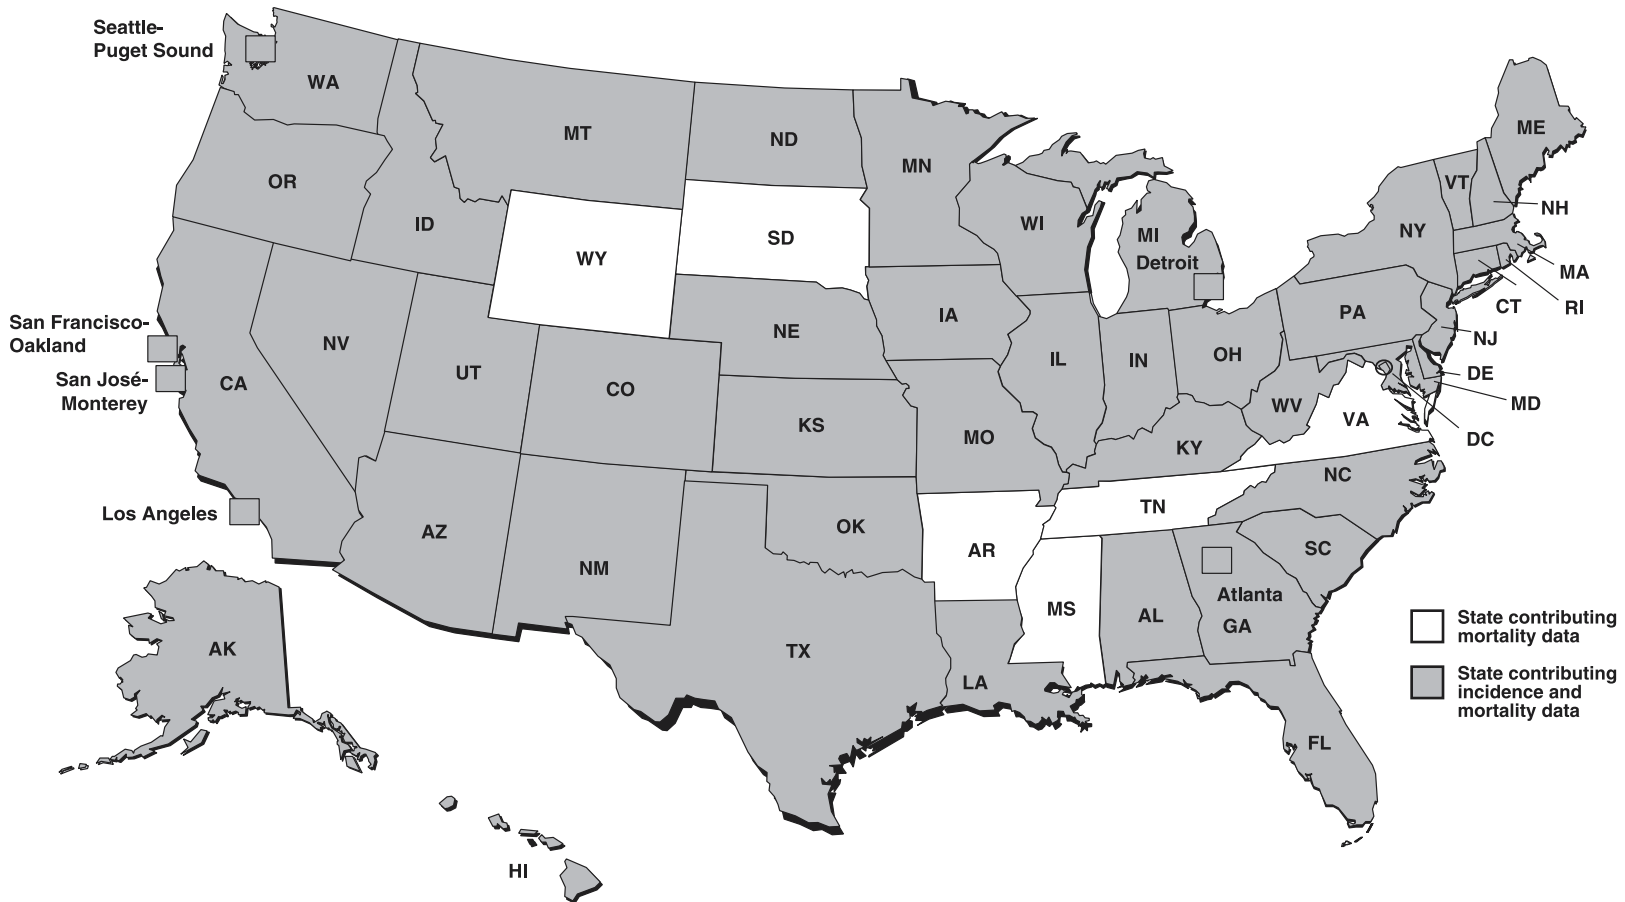 Seattle-
Puget Sound
WA
MT
ND
MN
ME
OR
ID
WY
SD
WI
MI
Detroit
NY
VT
NH
MA
RI
CT
San Francisco-
Oakland
San José-
Monterey
CA
NV
UT
CO
NE
IA
IL
IN
OH
PA
NJ
DE
MD
DC
KS
MO
KY
WV
VA
Los Angeles
AZ
NM
OK
AR
TN
NC
SC
AK
TX
LA
MS
AL
Atlanta
GA
FL
HI
State contributing
mortality data
State contributing
incidence and
mortality data